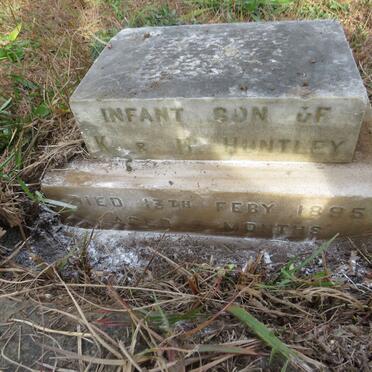 INFANT SON OF
K & HUNTLEY
DIED 13TH FEBY 1895
AGED MONTHS